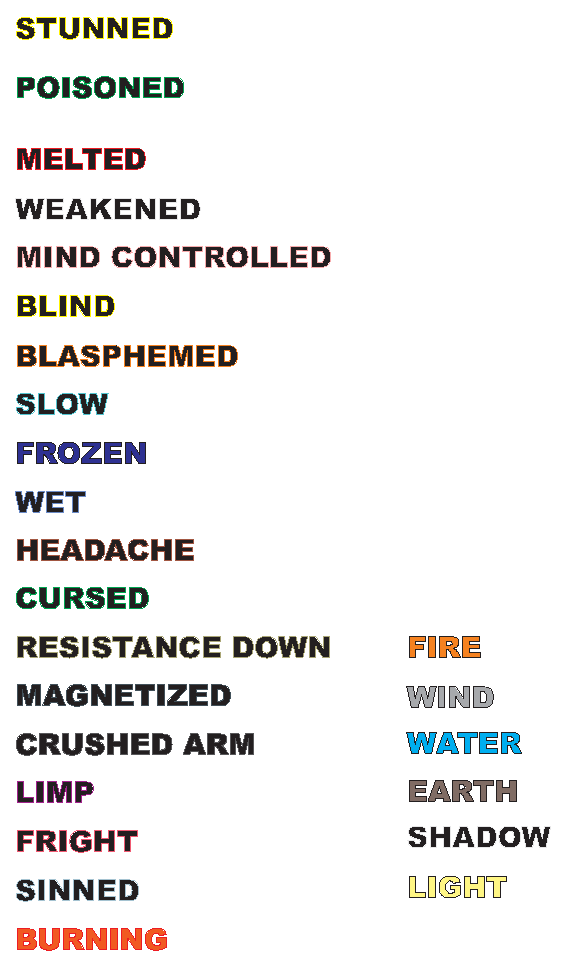 STUNNED
POISONED
MELTED
WEAKENED
MIND CONTROLLED
BLIND
BLASPHEMED
SLOW
FROZEN
WET
HEADACHE
CURSED
RESISTANCE DOWN
MAGNETIZED
CRUSHED ARM
LIMP
FRIGHT
SINNED
BURNING
FIRE
WIND
WATER
EARTH
SHADOW
LIGHT